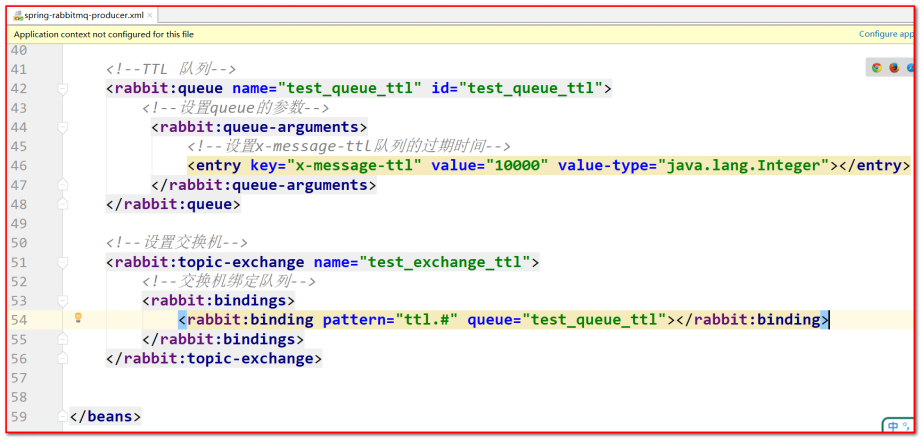 spring-rabbitmq-producer.xml
Application context not configured for this file
Configure app
40
41 <!--TTL 队列-->
42 <rabbit:queue name="test_queue_ttl" id="test_queue_ttl">
43 <!--设置queue的参数-->
44 <rabbit:queue-arguments>
45 <!--设置x-message-ttl队列的过期时间-->
46 <entry key="x-message-ttl" value="10000" value-type="java.lang.Integer"></entry>
47 </rabbit:queue-arguments>
48 </rabbit:queue>
49
50 <!--设置交换机-->
51 <rabbit:topic-exchange name="test_exchange_ttl">
52 <!--交换机绑定队列-->
53 <rabbit:bindings>
54 <rabbit:binding pattern="ttl.#" queue="test_queue_ttl"></rabbit:binding>
55 </rabbit:bindings>
56 </rabbit:topic-exchange>
57
58
59 </beans>
中